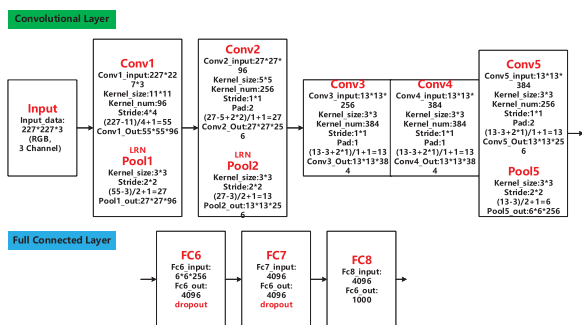 Convolutional Layer
Input
Input_data:
227*227*3
(RGB,
3 Channel)
Conv1
Conv1_input:227*22
7*3
Kernel_size:11*11
Kernel_num:96
Stride:4*4
(227-11)/4+1=55
Conv1_Out:55*55*96
LRN
Pool1
Kernel_size:3*3
Stride:2*2
(55-3)/2+1=27
Pool1_out:27*27*96
Conv2
Conv2_input:27*27*
96
Kernel_size:5*5
Kernel_num:256
Stride:1*1
Pad:2
(27-5+2*2)/1+1=27
Conv2_Out:27*27*25
6
LRN
Pool2
Kernel_size:3*3
Stride:2*2
(27-3)/2+1=13
Pool2_out:13*13*25
6
Conv3
Conv3_input:13*13*
256
Kernel_size:3*3
Kernel_num:384
Stride:1*1
Pad:1
(13-3+2*1)/1+1=13
Conv3_Out:13*13*38
4
Conv4
Conv4_input:13*13*
384
Kernel_size:3*3
Kernel_num:384
Stride:1*1
Pad:1
(13-3+2*1)/1+1=13
Conv4_Out:13*13*38
4
Conv5
Conv5_input:13*13*
384
Kernel_size:3*3
Kernel_num:256
Stride:1*1
Pad:2
(13-3+2*1)/1+1=13
Conv5_Out:13*13*25
6
Pool5
Kernel_size:3*3
Stride:2*2
(13-3)/2+1=6
Pool5_out:6*6*256
Full Connected Layer
FC6
Fc6_input:
6*6*256
Fc6_out:
4096
dropout
FC7
Fc7_input:
4096
Fc6_out:
4096
dropout
FC8
Fc8_input:
4096
Fc6_out:
1000